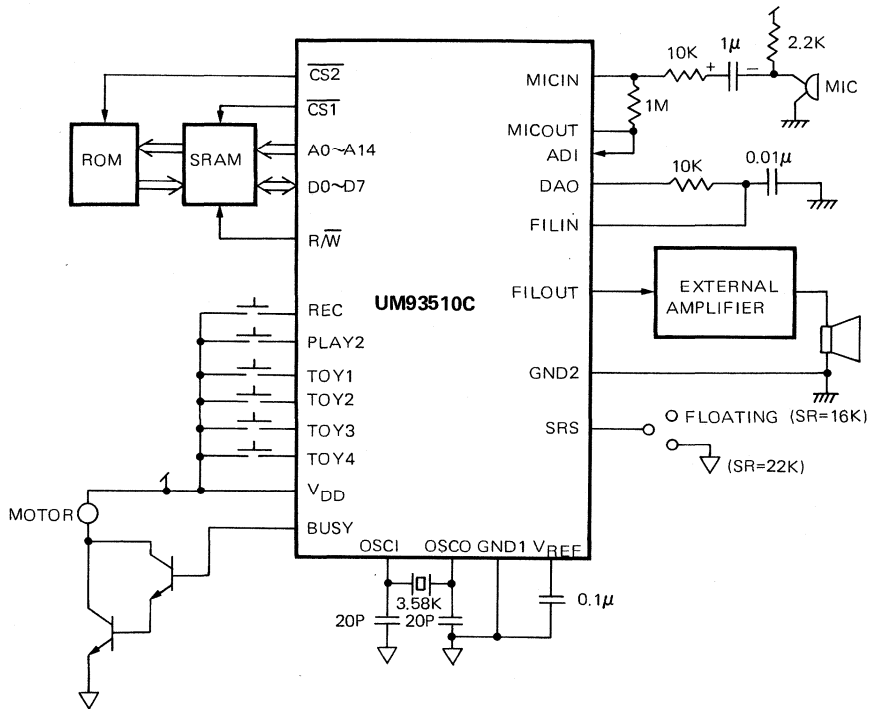 CS2
CS1
ROM
SRAM
A0~A14
D0~D7
R/W
UM93510C
REC
PLAY2
TOY1
TOY2
TOY3
TOY4
VDD
BUSY
MOTOR
OSCI
OSCO
GND1
VREF
3.58K
20P
20P
0.1μ
MICIN
10K
1μ
+
−
2.2K
MIC
1M
MICOUT
ADI
DAO
10K
0.01μ
FILIN
FILOUT
EXTERNAL
AMPLIFIER
GND2
SRS
FLOATING (SR=16K)
(SR=22K)